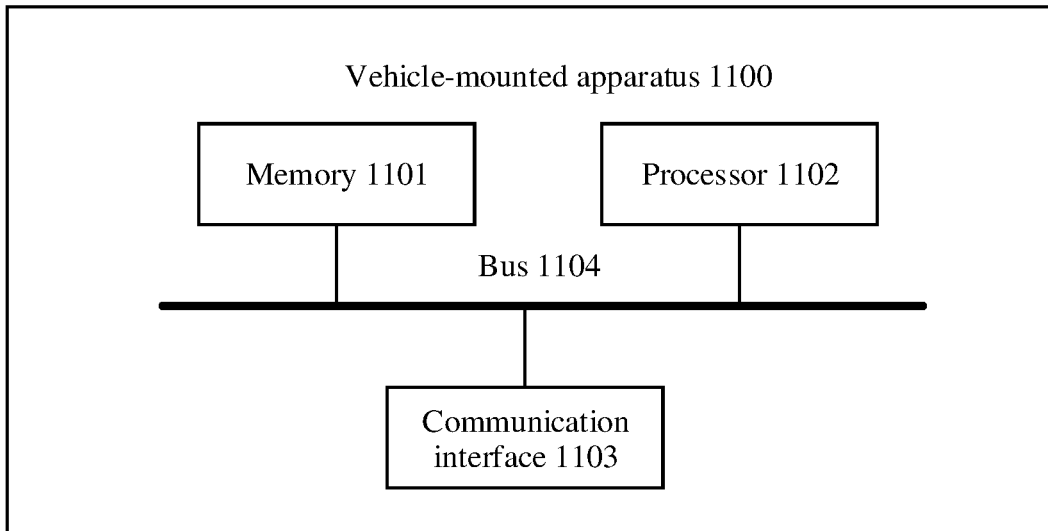 Vehicle-mounted apparatus 1100
Memory 1101
Processor 1102
Bus 1104
Communication
interface 1103